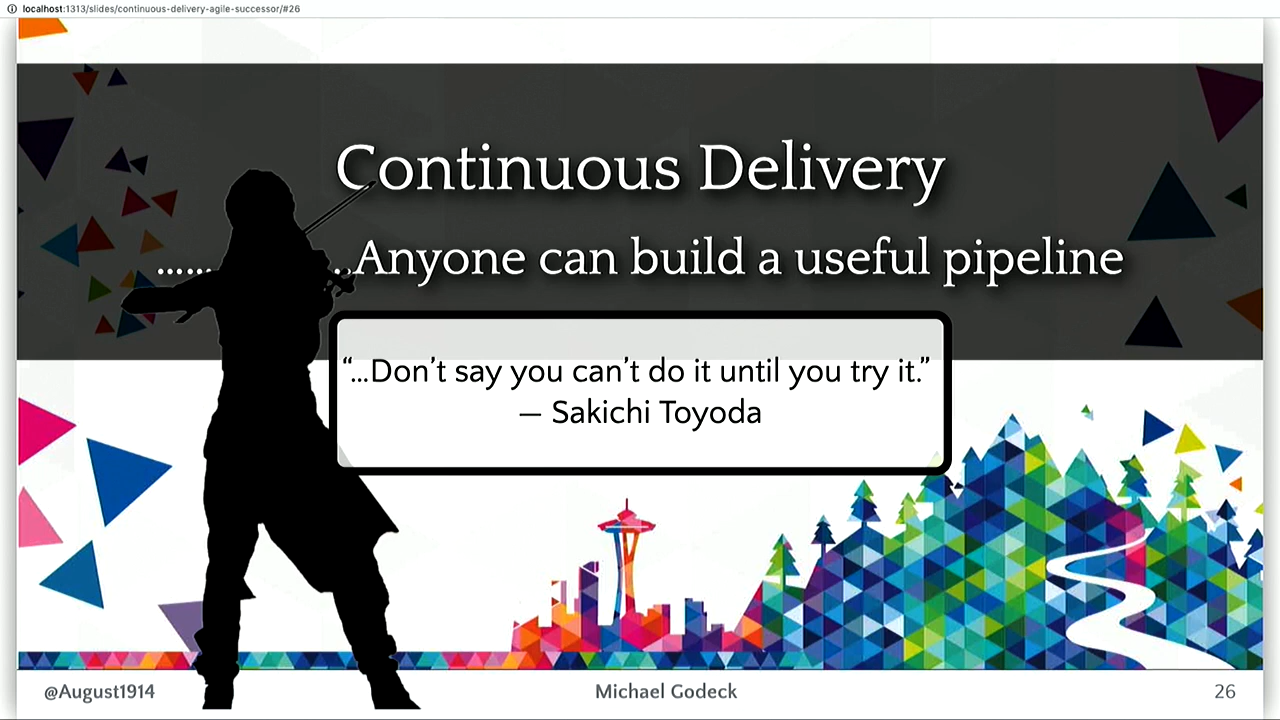 localhost:1313/slides/continuous-delivery-agile-successor/#26
Continuous Delivery
...Anyone can build a useful pipeline
“...Don’t say you can’t do it until you try it.”
— Sakichi Toyoda
@August1914
Michael Godeck
26